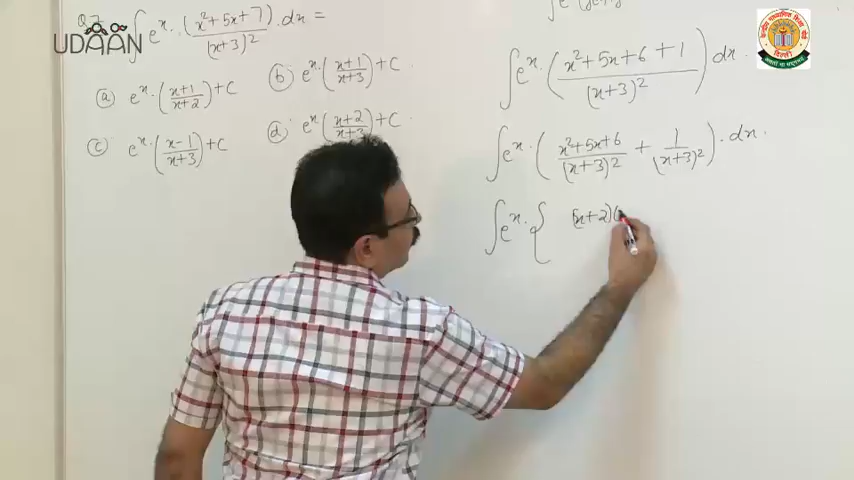 Q7 ∫ eˣ · (x²+5x+7)/(x+3)² . dx =
UDAAN
(a) eˣ · ((x+1)/(x+2)) + C
(b) eˣ · ((x+1)/(x+3)) + C
(c) eˣ · ((x-1)/(x+3)) + C
(d) eˣ ((x+2)/(x+3)) + C
∫ eˣ · ((x²+5x+6+1)/(x+3)²) dx
∫ eˣ · ((x²+5x+6)/(x+3)² + 1/(x+3)²) · dx
∫ eˣ · { (x+2)(